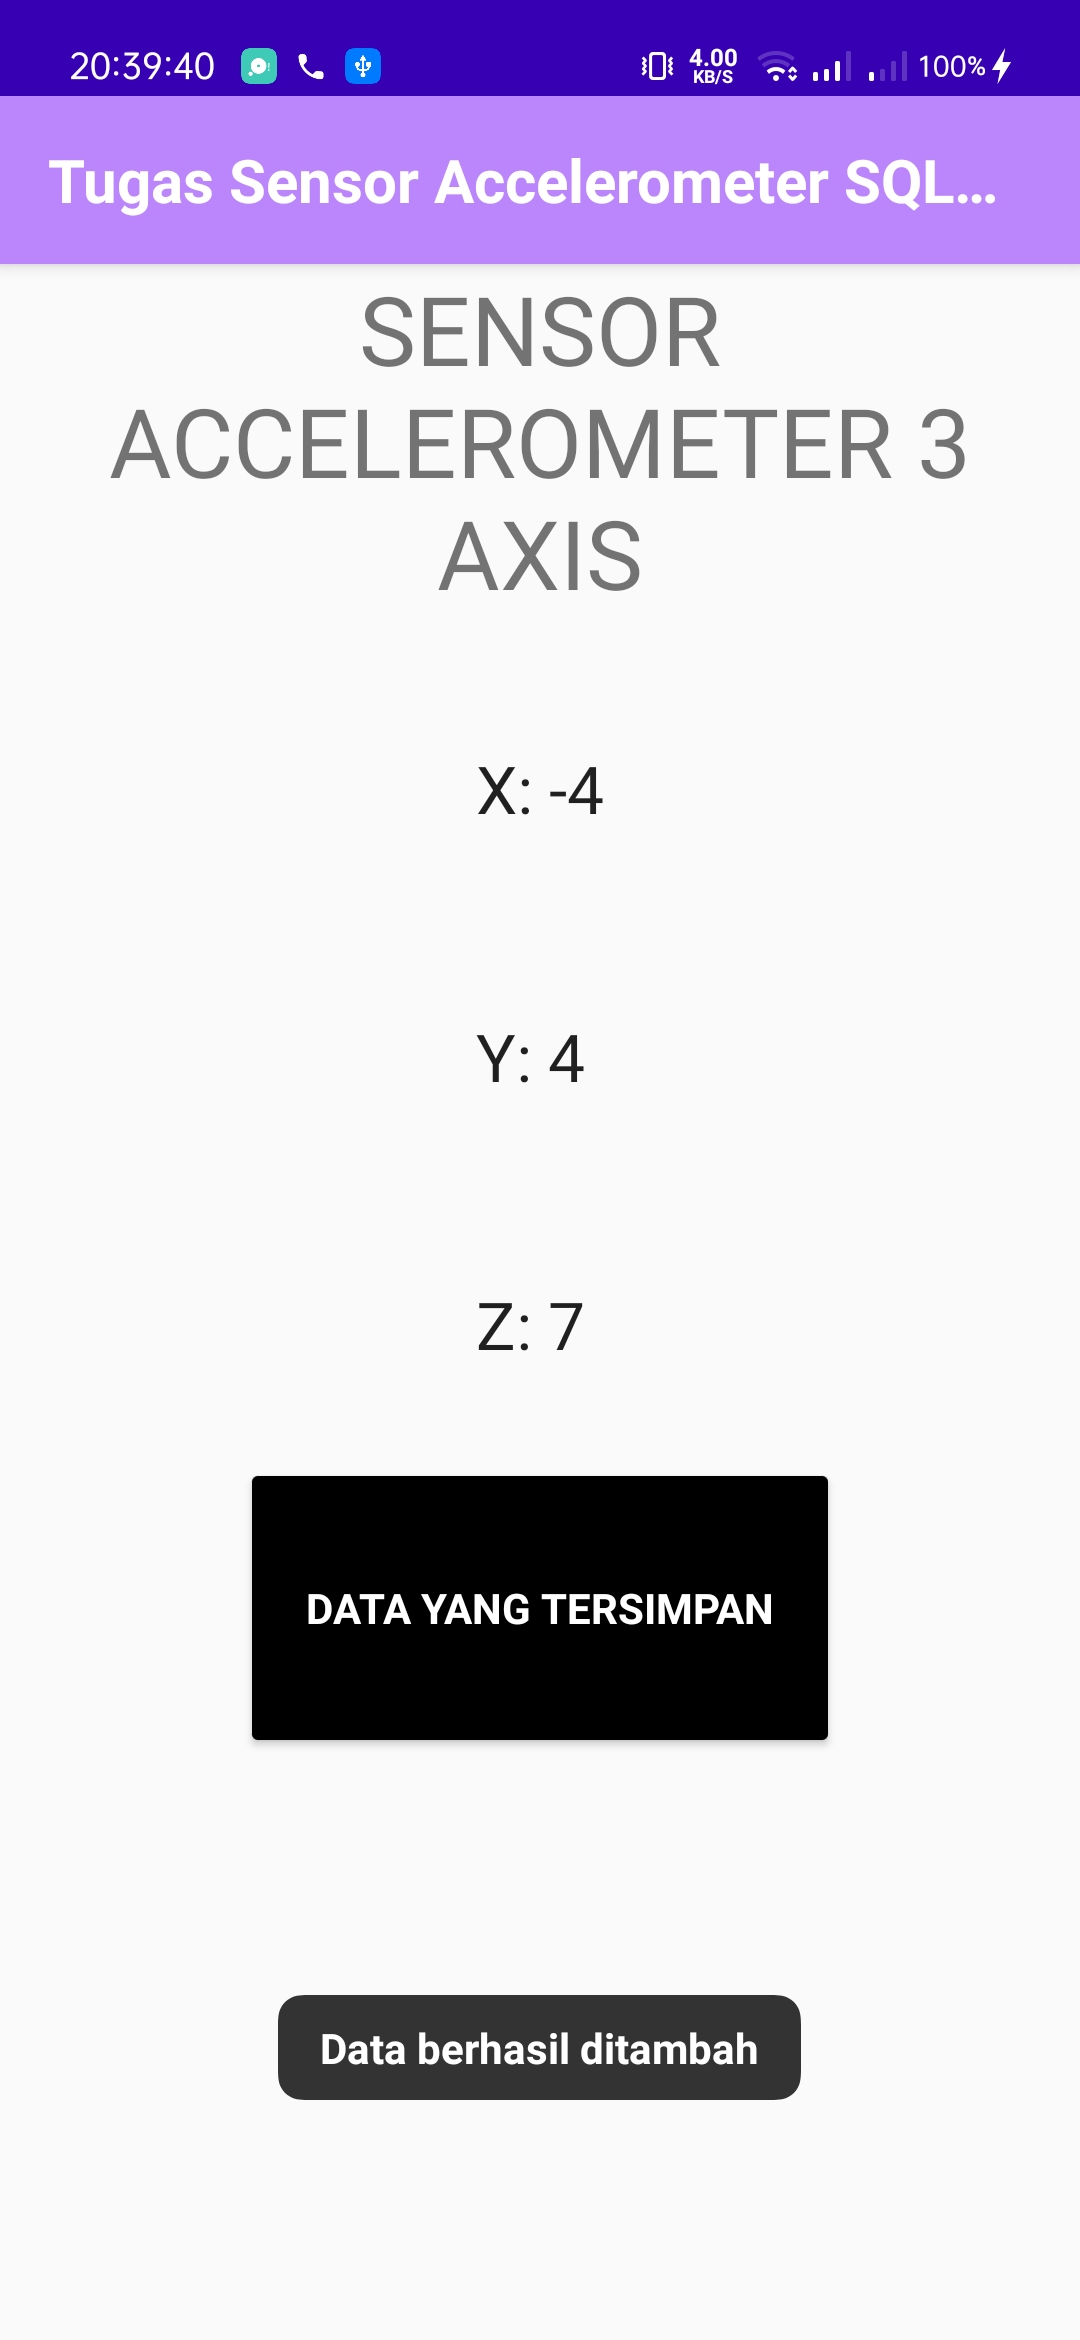 20:39:40
4.00
KB/S
100%
Tugas Sensor Accelerometer SQL...
SENSOR
ACCELEROMETER 3
AXIS
X: -4
Y: 4
Z: 7
DATA YANG TERSIMPAN
Data berhasil ditambah